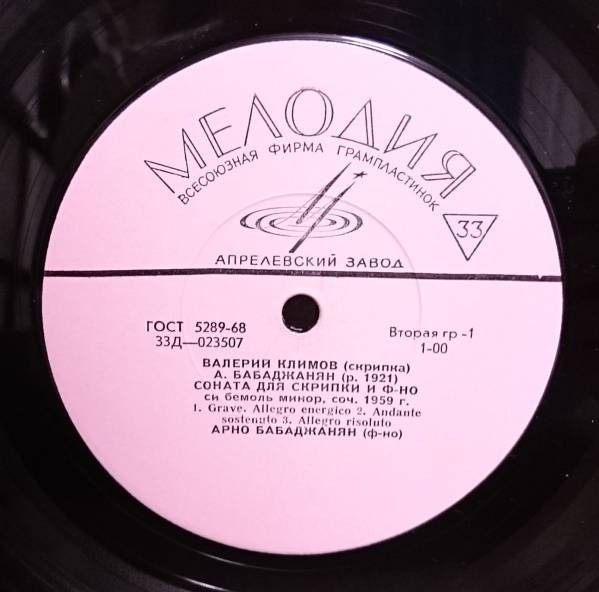 МЕЛОДИЯ
ВСЕСОЮЗНАЯ ФИРМА ГРАМПЛАСТИНОК
33
АПРЕЛЕВСКИЙ ЗАВОД
ГОСТ 5289-68
33Д—023507
Вторая гр-1
1-00
ВАЛЕРИЙ КЛИМОВ (скрипка)
А. БАБАДЖАНЯН (р. 1921)
СОНАТА ДЛЯ СКРИПКИ И Ф-НО
си бемоль минор, соч. 1959 г.
1. Grave. Allegro energico 2. Andante
sostenuto 3. Allegro risoluto
АРНО БАБАДЖАНЯН (ф-но)